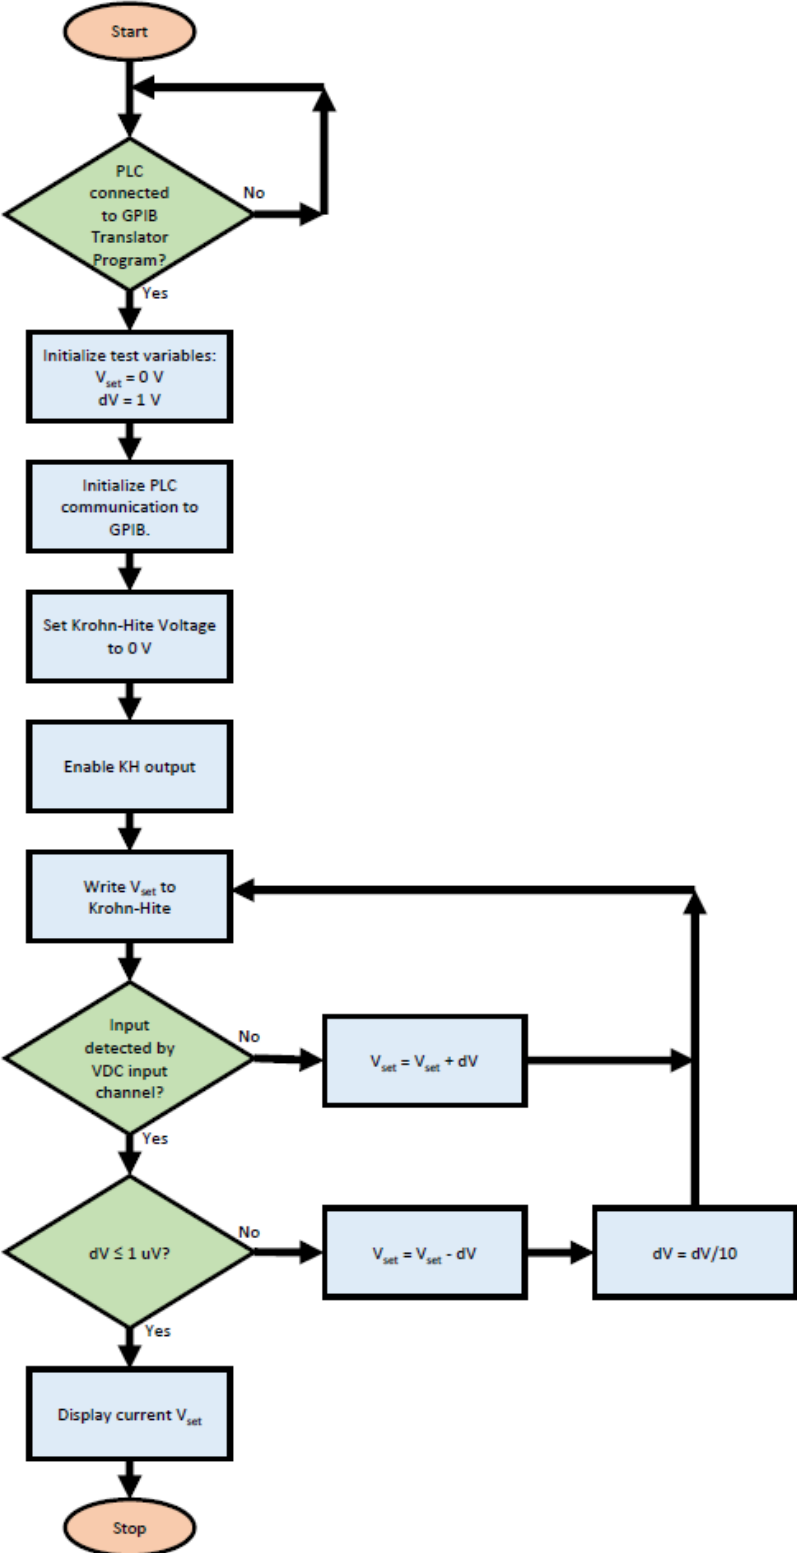 Start
PLC
connected
to GPIB
Translator
Program?
No
Yes
Initialize test variables:
Vset = 0 V
dV = 1 V
Initialize PLC
communication to
GPIB.
Set Krohn-Hite Voltage
to 0 V
Enable KH output
Write Vset to
Krohn-Hite
Input
detected by
VDC input
channel?
No
Vset = Vset + dV
Yes
dV ≤ 1 uV?
No
Vset = Vset - dV
dV = dV/10
Yes
Display current Vset
Stop